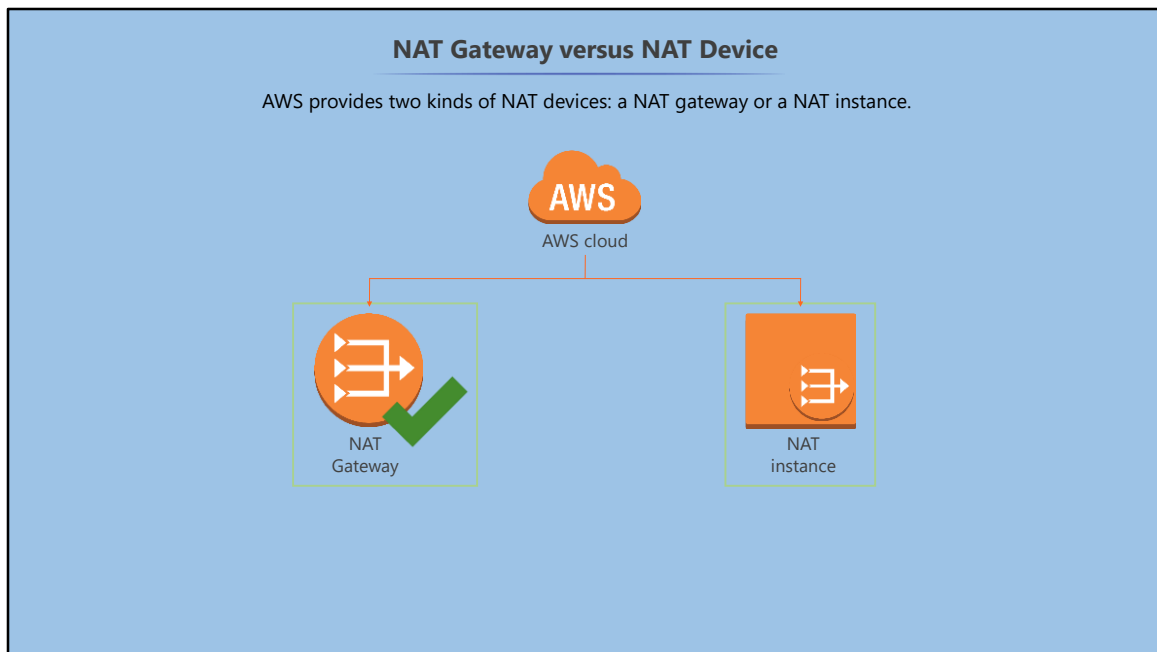 NAT Gateway versus NAT Device
AWS provides two kinds of NAT devices: a NAT gateway or a NAT instance.
AWS
AWS cloud
NAT
Gateway
NAT
instance